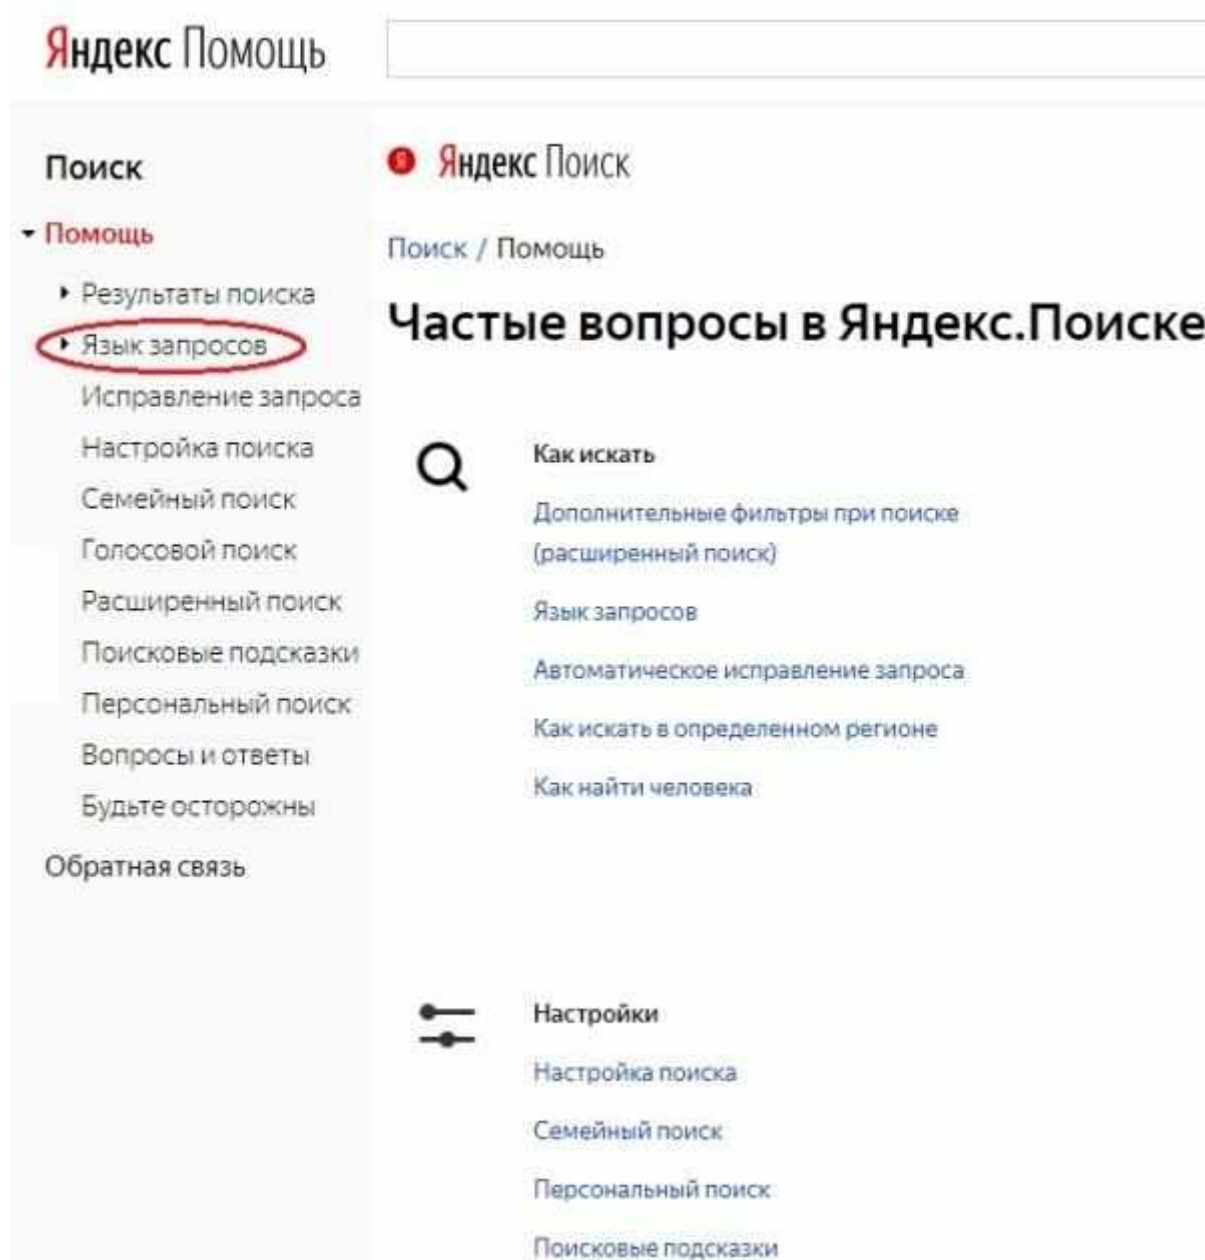 Яндекс Помощь
Поиск
Помощь
Результаты поиска
Язык запросов
Исправление запроса
Настройка поиска
Семейный поиск
Голосовой поиск
Расширенный поиск
Поисковые подсказки
Персональный поиск
Вопросы и ответы
Будьте осторожны
Обратная связь
Я Яндекс Поиск
Поиск / Помощь
Частые вопросы в Яндекс.Поиске
Как искать
Дополнительные фильтры при поиске
(расширенный поиск)
Язык запросов
Автоматическое исправление запроса
Как искать в определенном регионе
Как найти человека
Настройки
Настройка поиска
Семейный поиск
Персональный поиск
Поисковые подсказки